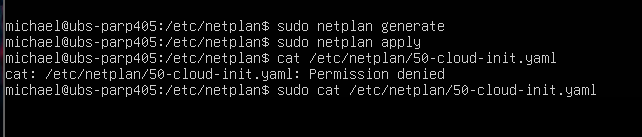 michael@ubs-parp405:/etc/netplan$ sudo netplan generate
michael@ubs-parp405:/etc/netplan$ sudo netplan apply
michael@ubs-parp405:/etc/netplan$ cat /etc/netplan/50-cloud-init.yaml
cat: /etc/netplan/50-cloud-init.yaml: Permission denied
michael@ubs-parp405:/etc/netplan$ sudo cat /etc/netplan/50-cloud-init.yaml